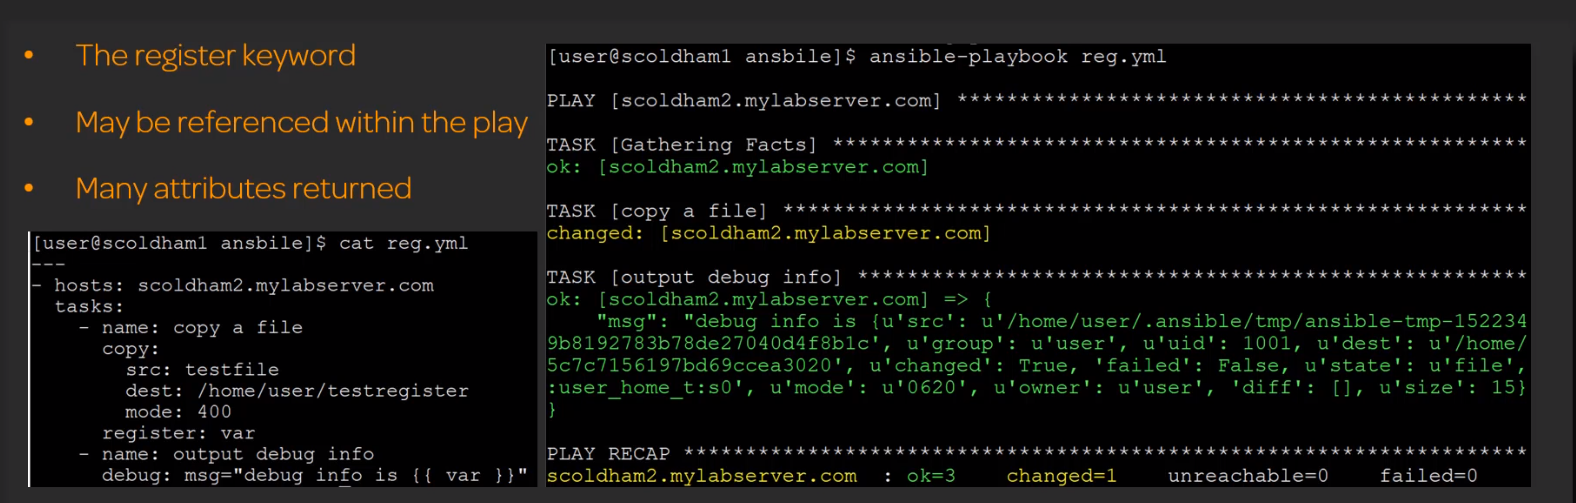 • The register keyword
• May be referenced within the play
• Many attributes returned
[user@scoldham1 ansbile]$ cat reg.yml
---
- hosts: scoldham2.mylabserver.com
  tasks:
    - name: copy a file
      copy:
        src: testfile
        dest: /home/user/testregister
        mode: 400
      register: var
    - name: output debug info
      debug: msg="debug info is {{ var }}"
[user@scoldham1 ansbile]$ ansible-playbook reg.yml
PLAY [scoldham2.mylabserver.com] **********************************************
TASK [Gathering Facts] ********************************************************
ok: [scoldham2.mylabserver.com]
TASK [copy a file] ************************************************************
changed: [scoldham2.mylabserver.com]
TASK [output debug info] ******************************************************
ok: [scoldham2.mylabserver.com] => {
    "msg": "debug info is {u'src': u'/home/user/.ansible/tmp/ansible-tmp-152234
9b8192783b78de27040d4f8b1c', u'group': u'user', u'uid': 1001, u'dest': u'/home/
5c7c7156197bd69ccea3020', u'changed': True, 'failed': False, u'state': u'file',
:user_home_t:s0', u'mode': u'0620', u'owner': u'user', 'diff': [], u'size': 15}
}
PLAY RECAP ********************************************************************
scoldham2.mylabserver.com  : ok=3    changed=1    unreachable=0    failed=0